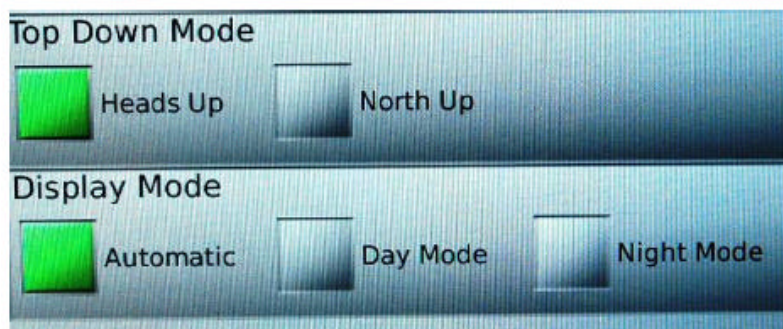 Top Down Mode
Heads Up North Up
Display Mode
Automatic Day Mode Night Mode